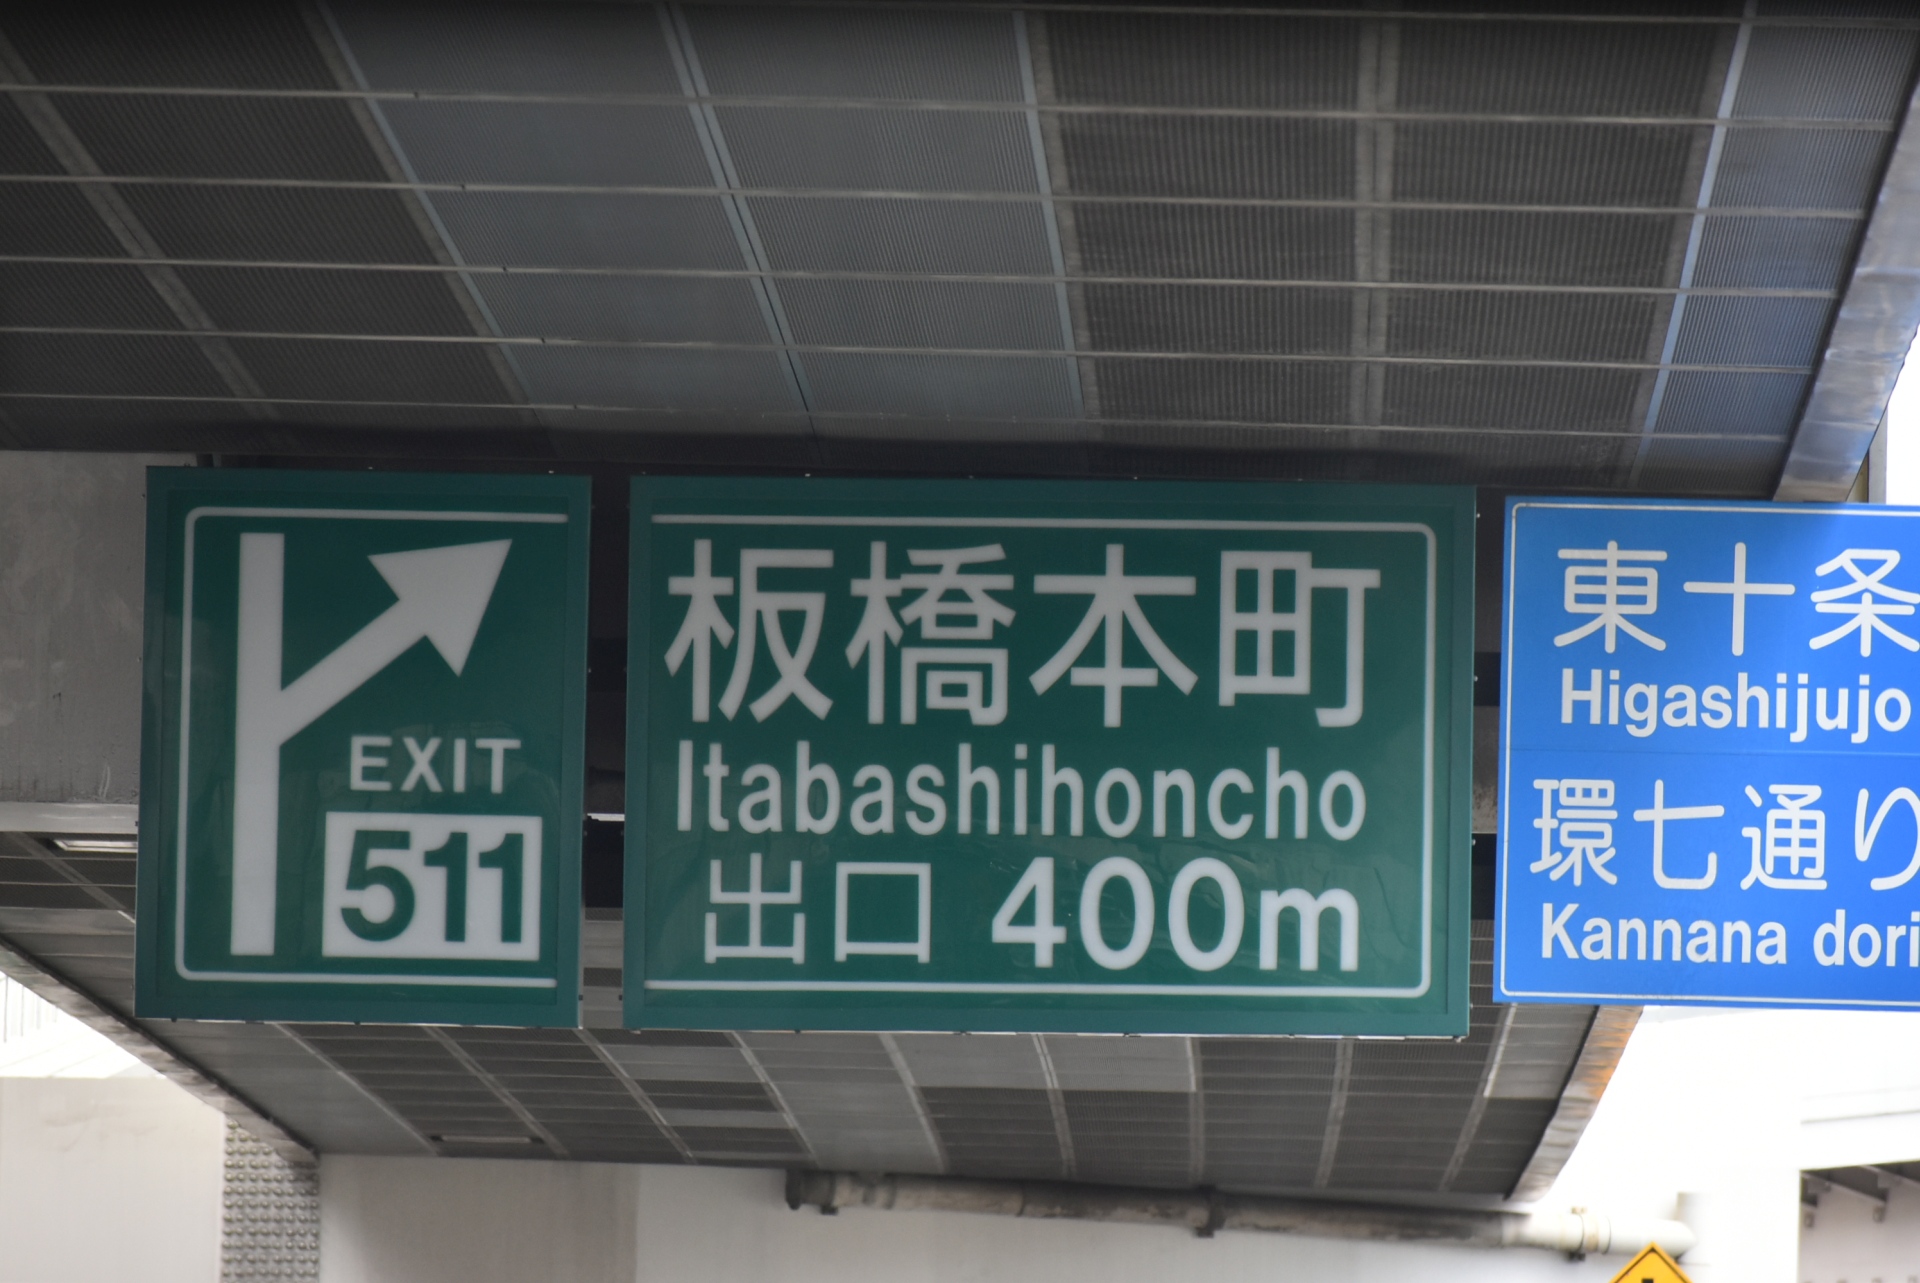 EXIT
511
板橋本町
Itabashihoncho
出口 400m
東十条
Higashijujo
環七通り
Kannana dori